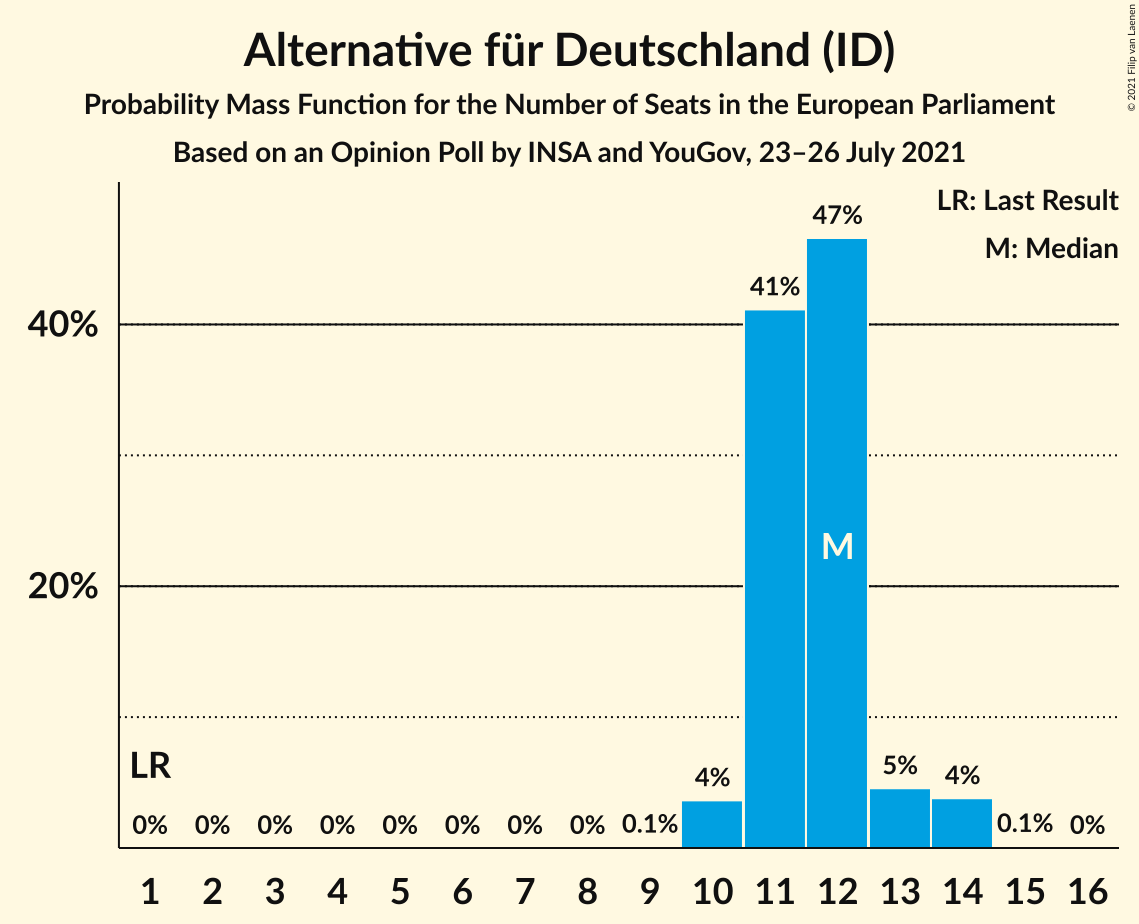 Alternative für Deutschland (ID)
Probability Mass Function for the Number of Seats in the European Parliament
Based on an Opinion Poll by INSA and YouGov, 23–26 July 2021
© 2021 Filip van Laenen
LR: Last Result
M: Median
47%
41%
40%
M
20%
LR
4%
5%
4%
0% 0% 0% 0% 0% 0% 0% 0% 0.1% 0.1% 0%
1 2 3 4 5 6 7 8 9 10 11 12 13 14 15 16